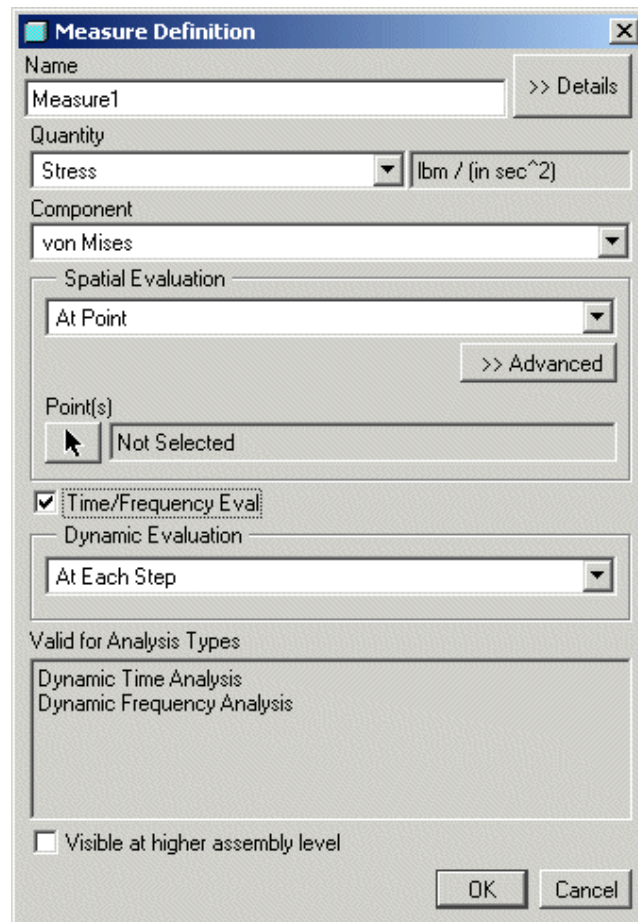 Measure Definition
Name
Measure1
>> Details
Quantity
Stress
lbm / (in sec^2)
Component
von Mises
Spatial Evaluation
At Point
>> Advanced
Point(s)
Not Selected
Time/Frequency Eval
Dynamic Evaluation
At Each Step
Valid for Analysis Types
Dynamic Time Analysis
Dynamic Frequency Analysis
Visible at higher assembly level
OK
Cancel